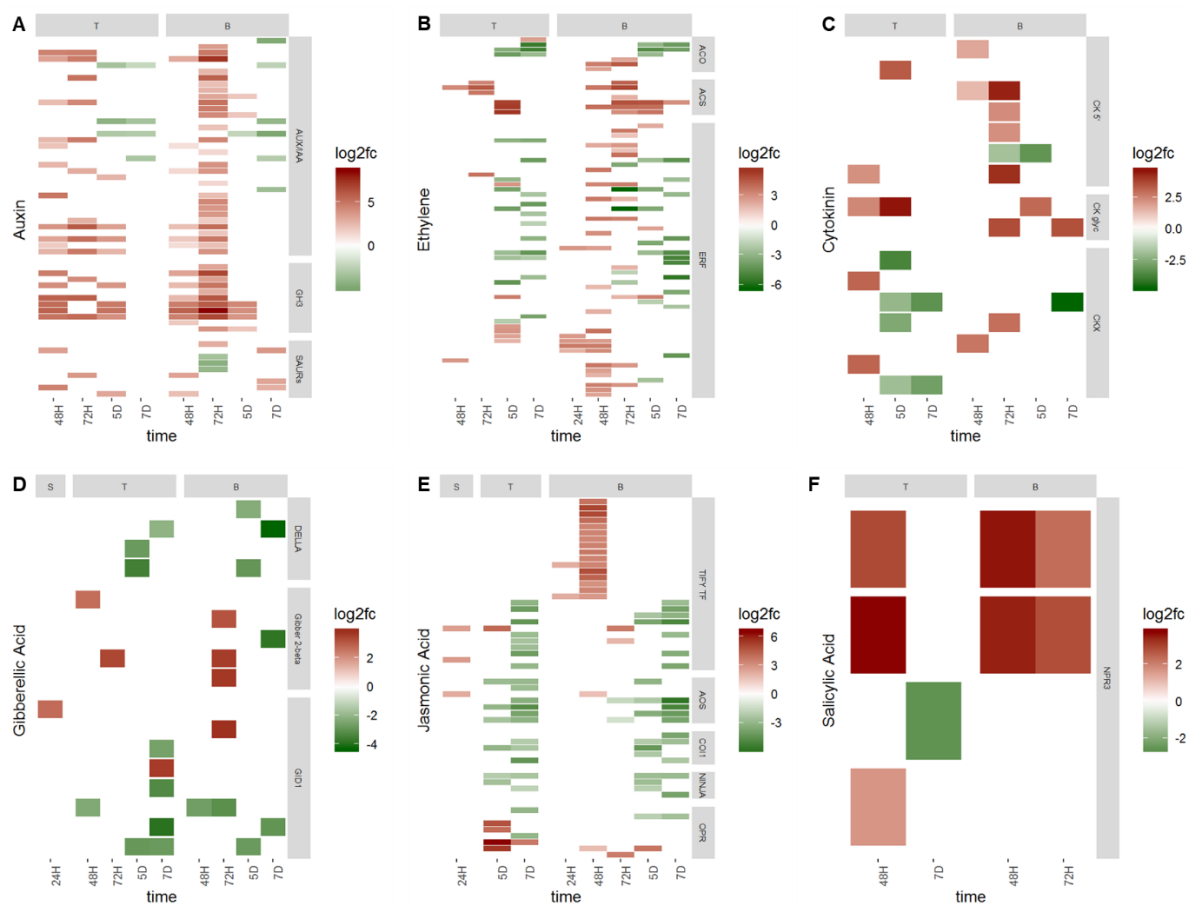 A
T
B
Auxin
AUX/IAA
GH3
SAURs
48H
72H
5D
7D
48H
72H
5D
7D
time
log2fc
5
0
B
T
B
Ethylene
ACO
ACS
ERF
48H
72H
5D
7D
24H
48H
72H
5D
7D
time
log2fc
3
0
-3
-6
C
T
B
Cytokinin
CK 5'
CK glyc
CKX
48H
5D
7D
48H
72H
5D
7D
time
log2fc
2.5
0.0
-2.5
D
S
T
B
Gibberellic Acid
DELLA
Gibber 2-beta
GID1
24H
48H
72H
5D
7D
48H
72H
5D
7D
time
log2fc
4
2
0
-2
-4
E
S
T
B
Jasmonic Acid
TIFY TF
AOS
COI1
NINJA
OPR
24H
5D
7D
24H
48H
72H
5D
7D
time
log2fc
6
3
0
-3
F
T
B
Salicylic Acid
NPR3
48H
7D
48H
72H
time
log2fc
6
4
2
0
-2